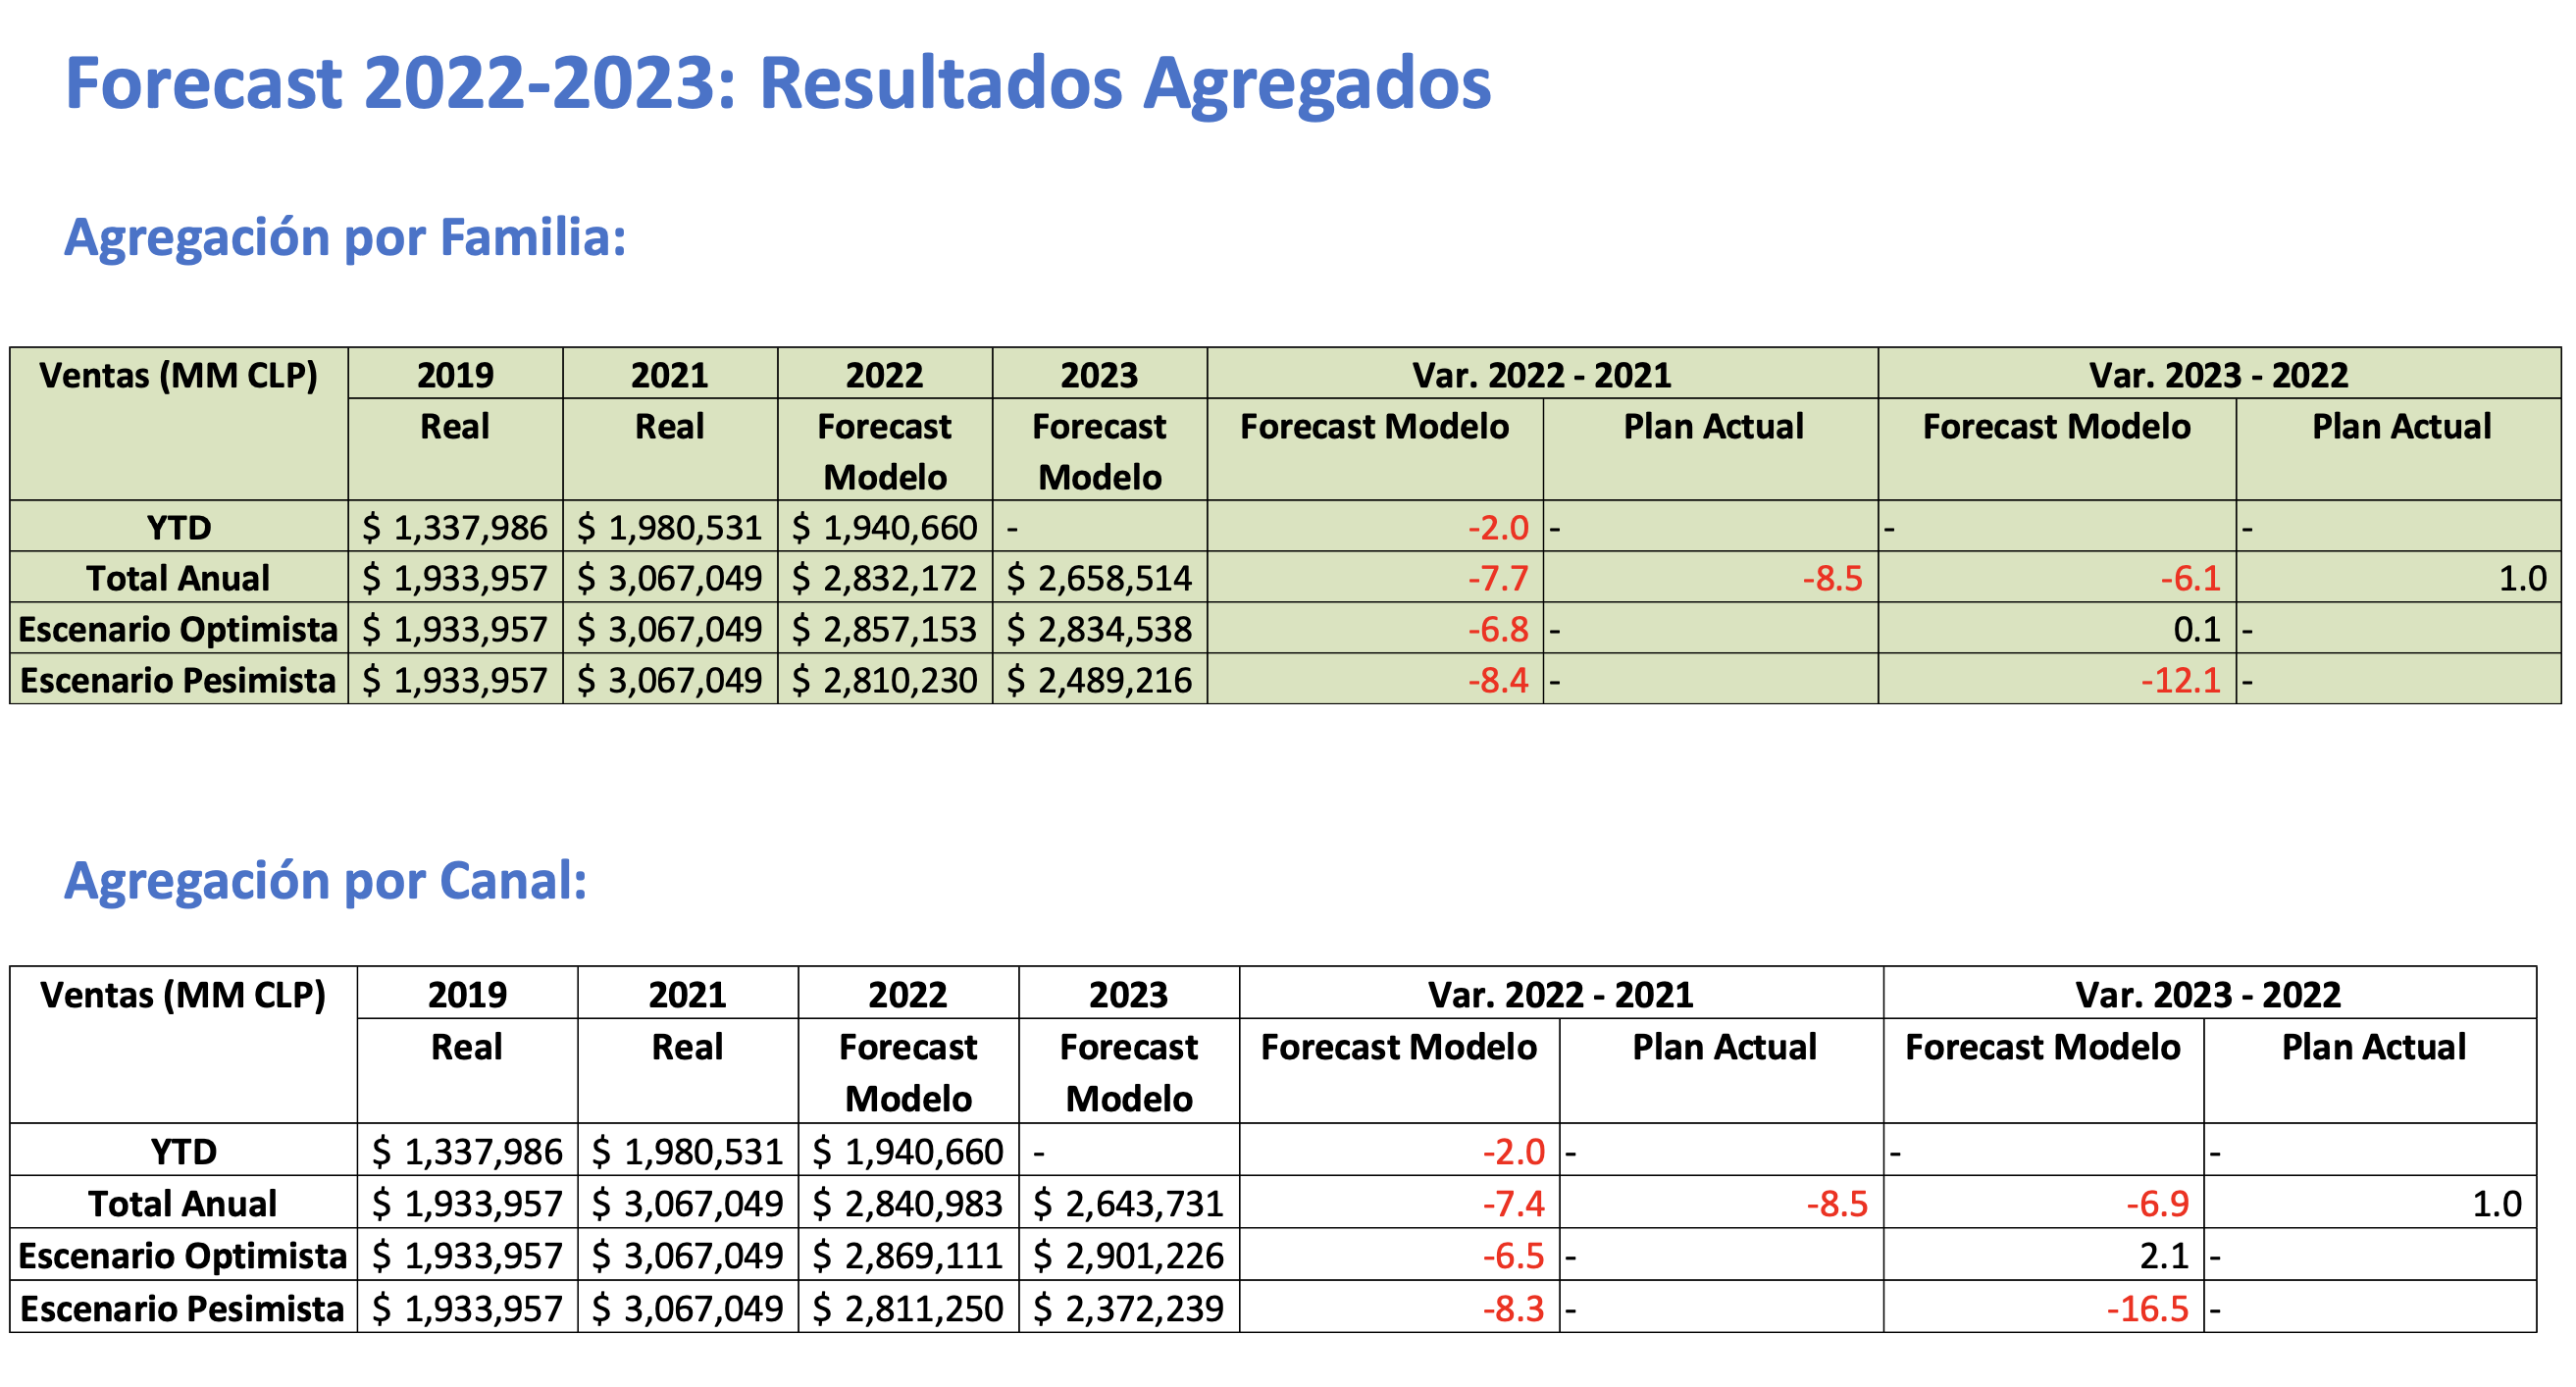 Forecast 2022-2023: Resultados Agregados
Agregación por Familia:
Ventas (MM CLP) 2019 2021 2022 2023 Var. 2022 - 2021 Var. 2023 - 2022
Real Real Forecast Modelo Forecast Modelo Forecast Modelo Plan Actual Forecast Modelo Plan Actual
YTD $ 1,337,986 $ 1,980,531 $ 1,940,660 - -2.0 - - -
Total Anual $ 1,933,957 $ 3,067,049 $ 2,832,172 $ 2,658,514 -7.7 -8.5 -6.1 1.0
Escenario Optimista $ 1,933,957 $ 3,067,049 $ 2,857,153 $ 2,834,538 -6.8 - 0.1 -
Escenario Pesimista $ 1,933,957 $ 3,067,049 $ 2,810,230 $ 2,489,216 -8.4 - -12.1 -
Agregación por Canal:
Ventas (MM CLP) 2019 2021 2022 2023 Var. 2022 - 2021 Var. 2023 - 2022
Real Real Forecast Modelo Forecast Modelo Forecast Modelo Plan Actual Forecast Modelo Plan Actual
YTD $ 1,337,986 $ 1,980,531 $ 1,940,660 - -2.0 - - -
Total Anual $ 1,933,957 $ 3,067,049 $ 2,840,983 $ 2,643,731 -7.4 -8.5 -6.9 1.0
Escenario Optimista $ 1,933,957 $ 3,067,049 $ 2,869,111 $ 2,901,226 -6.5 - 2.1 -
Escenario Pesimista $ 1,933,957 $ 3,067,049 $ 2,811,250 $ 2,372,239 -8.3 - -16.5 -